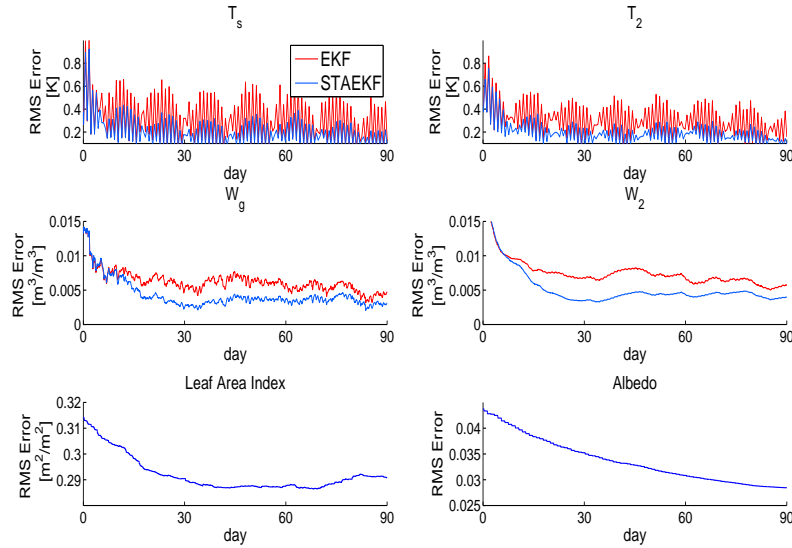 T_s
RMS Error
[K]
0.8
0.6
0.4
0.2
0
30
60
90
day
EKF
STAEKF
T_2
RMS Error
[K]
0.8
0.6
0.4
0.2
0
30
60
90
day
W_g
RMS Error
[m³/m³]
0.015
0.01
0.005
0
0
30
60
90
day
W_2
RMS Error
[m³/m³]
0.015
0.01
0.005
0
0
30
60
90
day
Leaf Area Index
RMS Error
[m²/m²]
0.32
0.31
0.3
0.29
0
30
60
90
day
Albedo
RMS Error
0.04
0.035
0.03
0.025
0
30
60
90
day